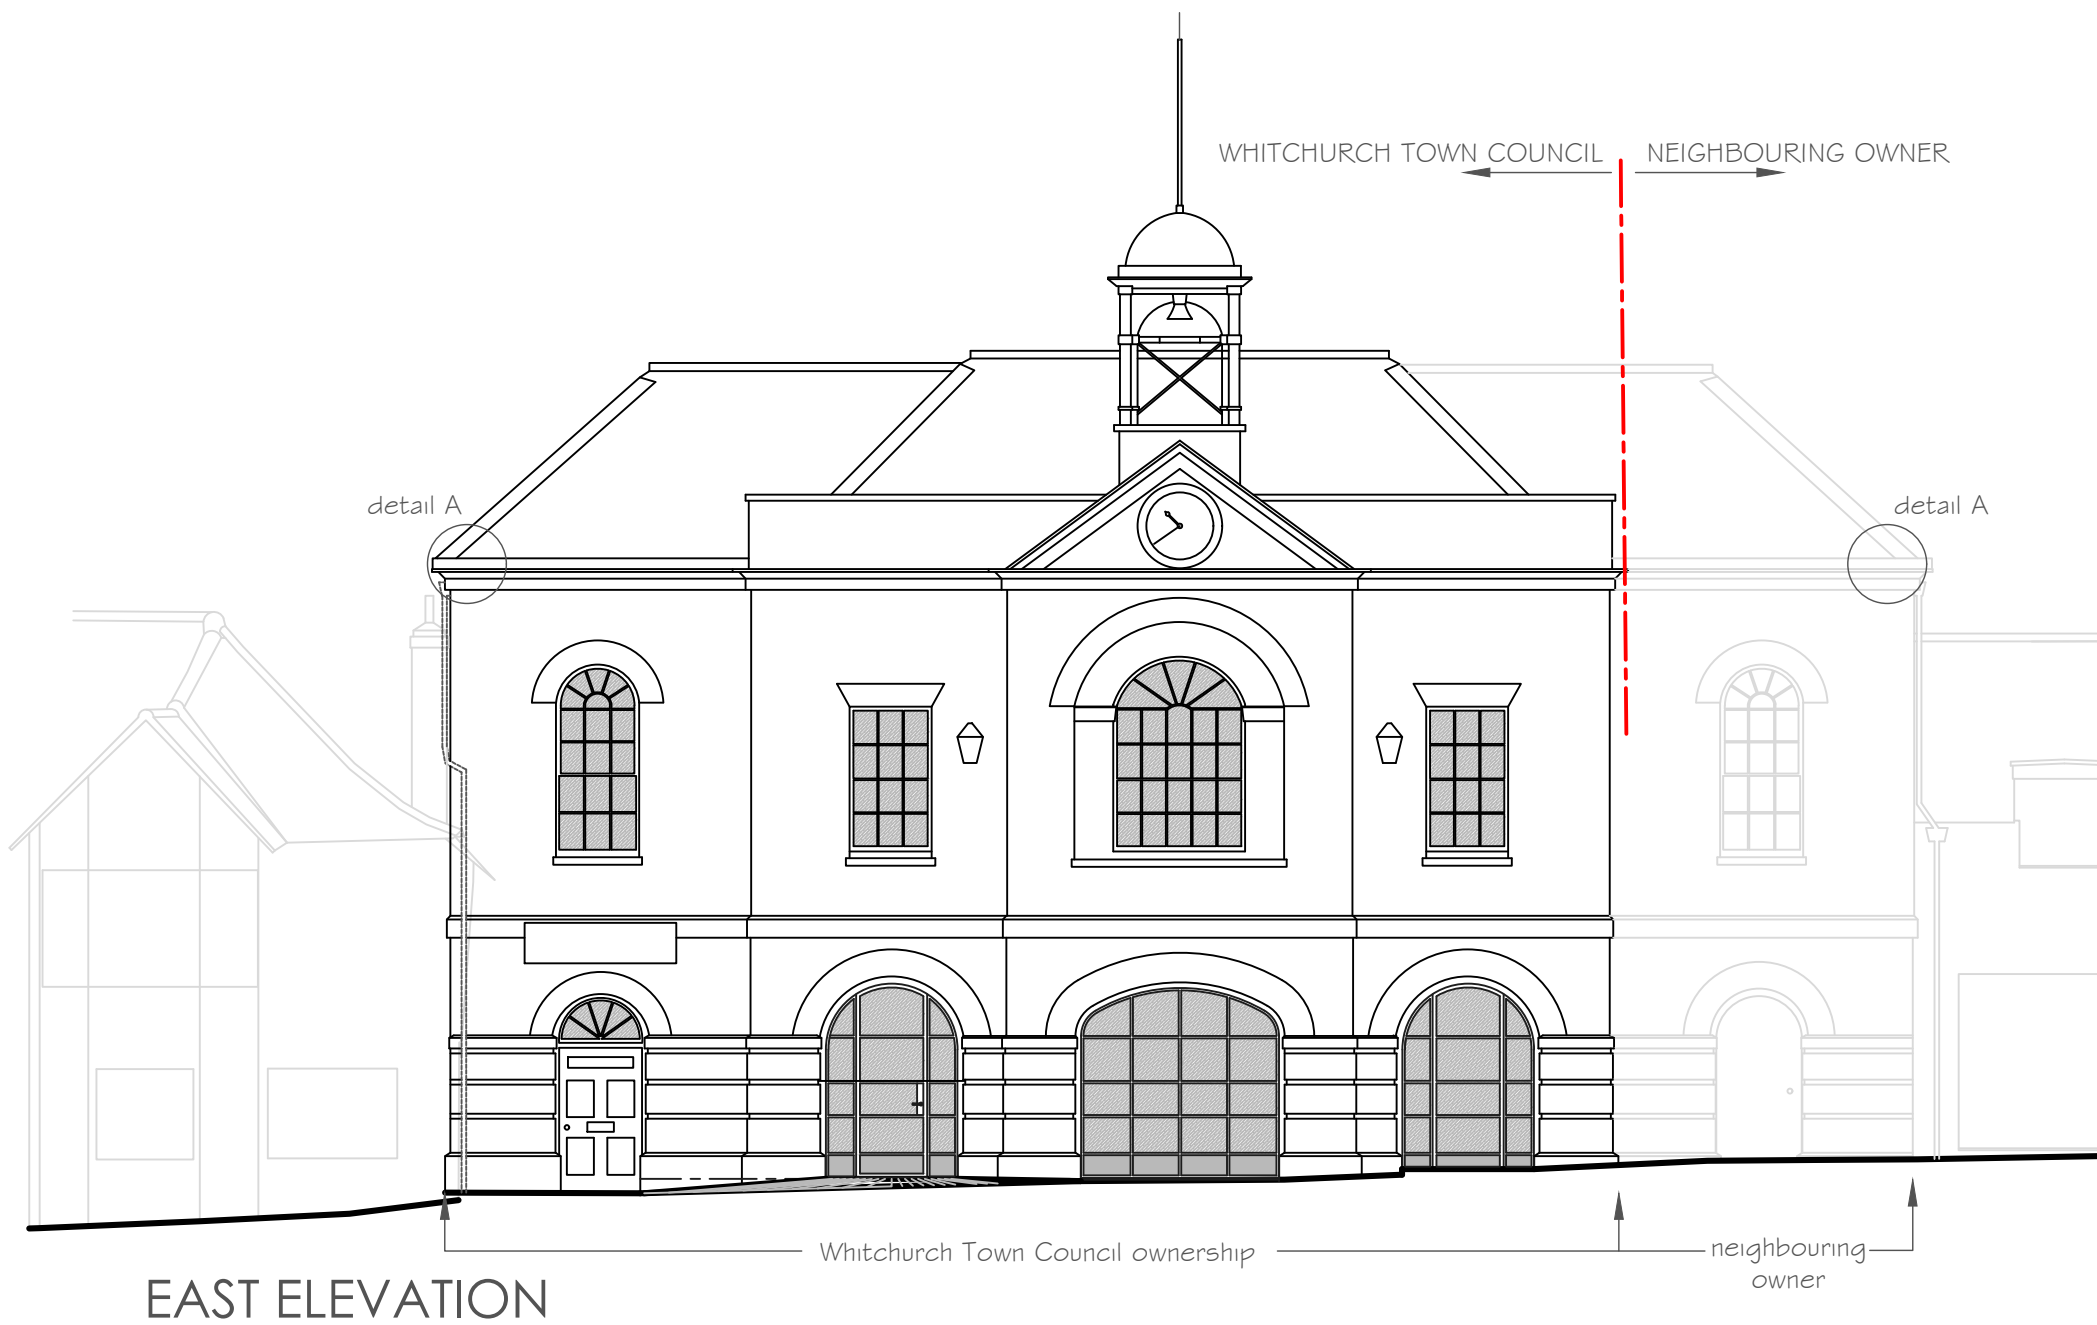 WHITCHURCH TOWN COUNCIL NEIGHBOURING OWNER
detail A
detail A
Whitchurch Town Council ownership
neighbouring
owner
EAST ELEVATION